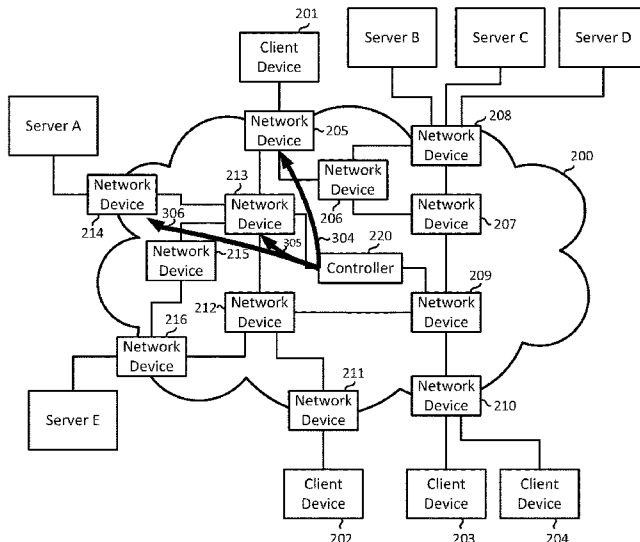 201
Client
Device
Server B
Server C
Server D
Server A
Network
Device
205
208
Network
Device
200
213
Network
Device
Network
Device
206
Network
Device
214
306
Network
Device
207
304
305
220
Controller
Network
Device
215
209
Network
Device
212
Network
Device
216
Network
Device
Server E
211
Network
Device
Network
Device
210
Client
Device
202
Client
Device
203
Client
Device
204